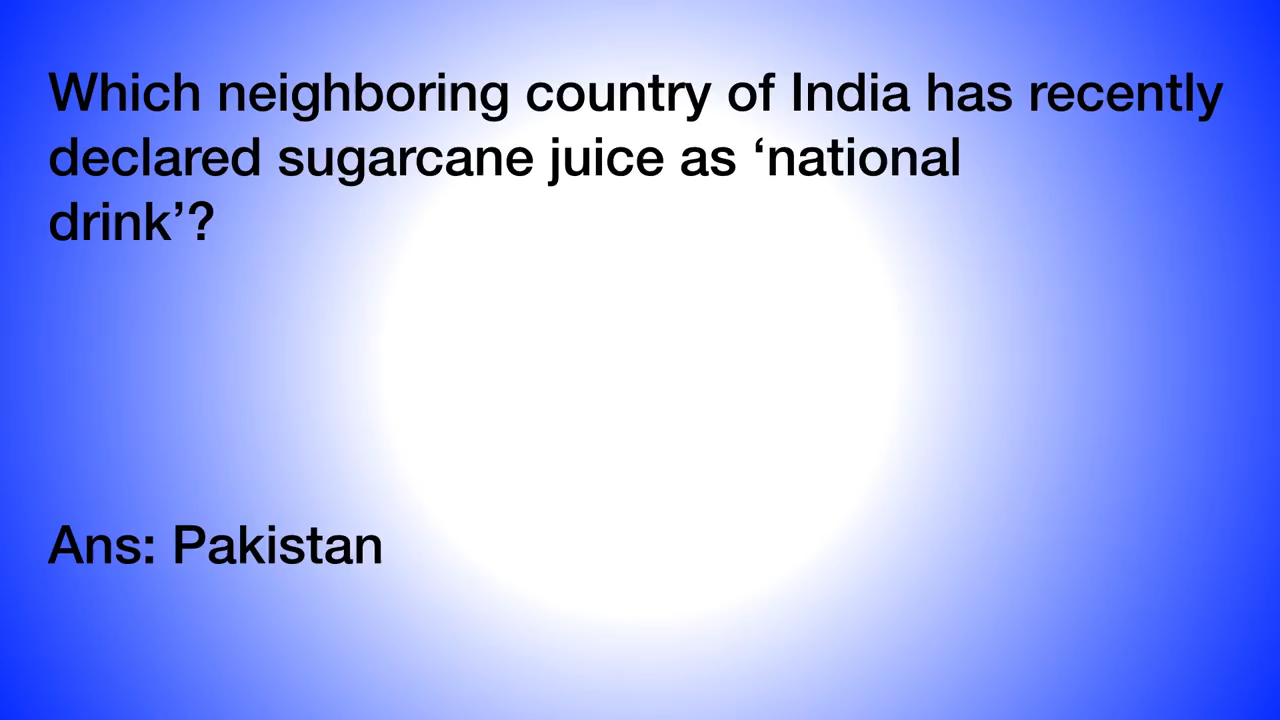 Which neighboring country of India has recently
declared sugarcane juice as ‘national
drink’?
Ans: Pakistan